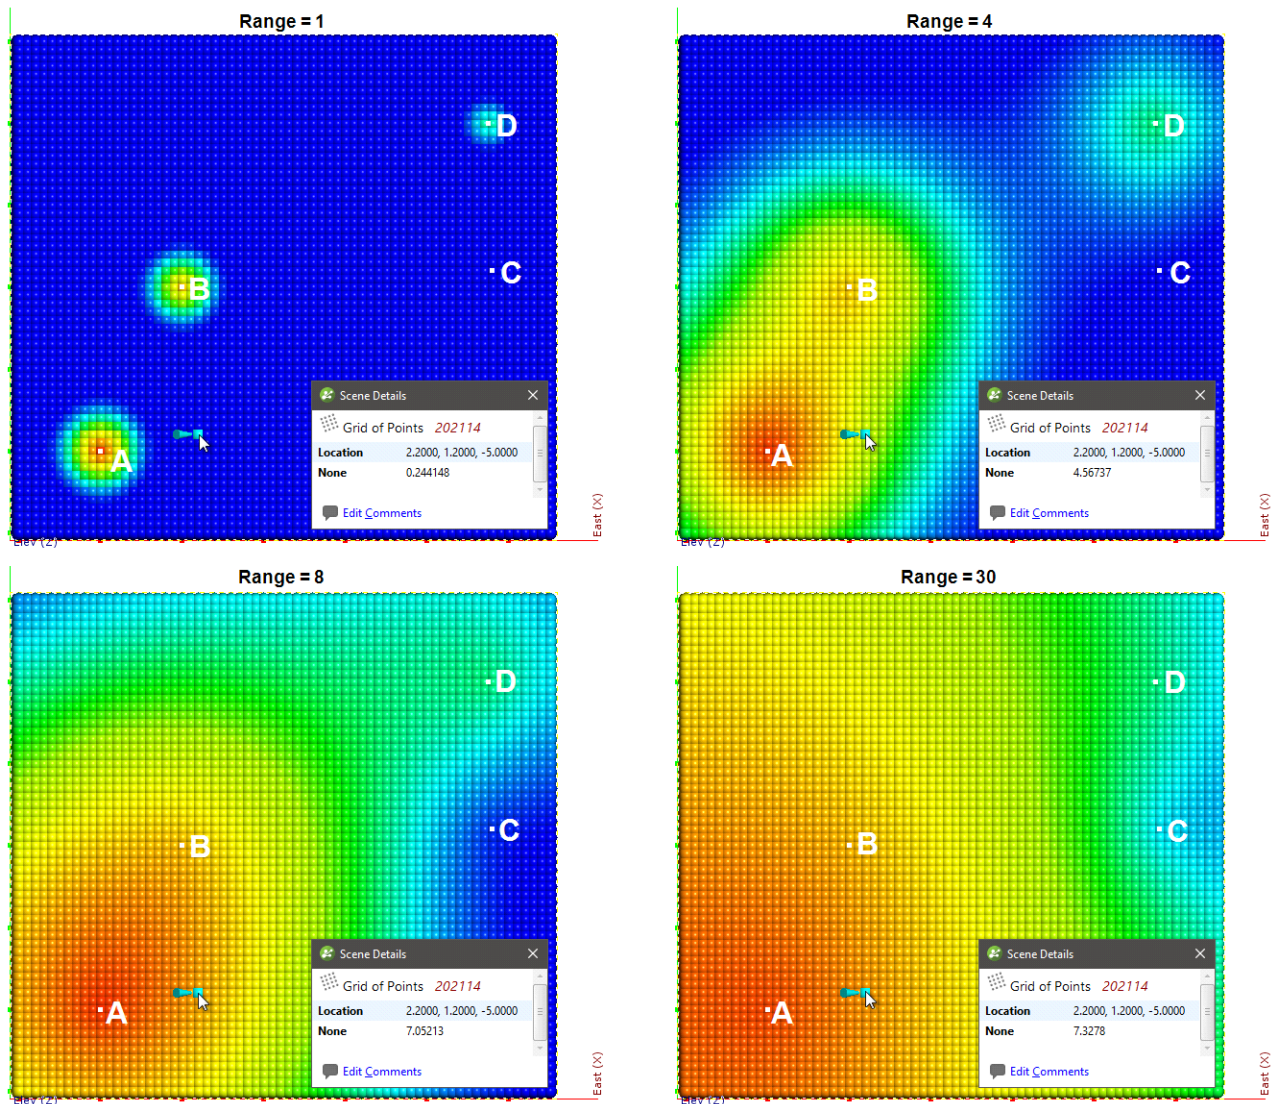 Range = 1
D
B
C
A
Scene Details
Grid of Points 202114
Location 2.2000, 1.2000, -5.0000
None 0.244148
Edit Comments
Elev (Z)
East (X)
Range = 4
D
B
C
A
Scene Details
Grid of Points 202114
Location 2.2000, 1.2000, -5.0000
None 4.56737
Edit Comments
Elev (Z)
East (X)
Range = 8
D
B
C
A
Scene Details
Grid of Points 202114
Location 2.2000, 1.2000, -5.0000
None 7.05213
Edit Comments
Elev (Z)
East (X)
Range = 30
D
B
C
A
Scene Details
Grid of Points 202114
Location 2.2000, 1.2000, -5.0000
None 7.3278
Edit Comments
Elev (Z)
East (X)